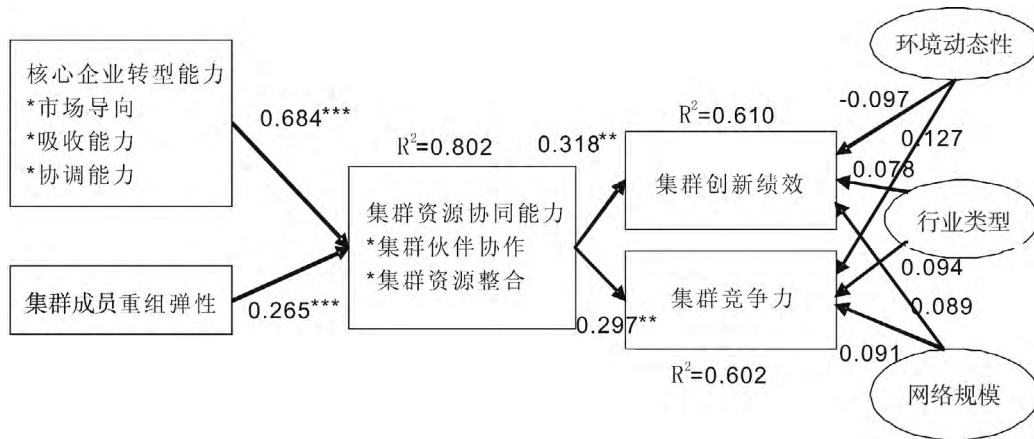 核心企业转型能力
*市场导向
*吸收能力
*协调能力
集群成员重组弹性
0.684***
0.265***
R²=0.802
集群资源协同能力
*集群伙伴协作
*集群资源整合
0.318**
0.297**
R²=0.610
集群创新绩效
集群竞争力
R²=0.602
-0.097
0.127
0.078
0.094
0.089
0.091
环境动态性
行业类型
网络规模